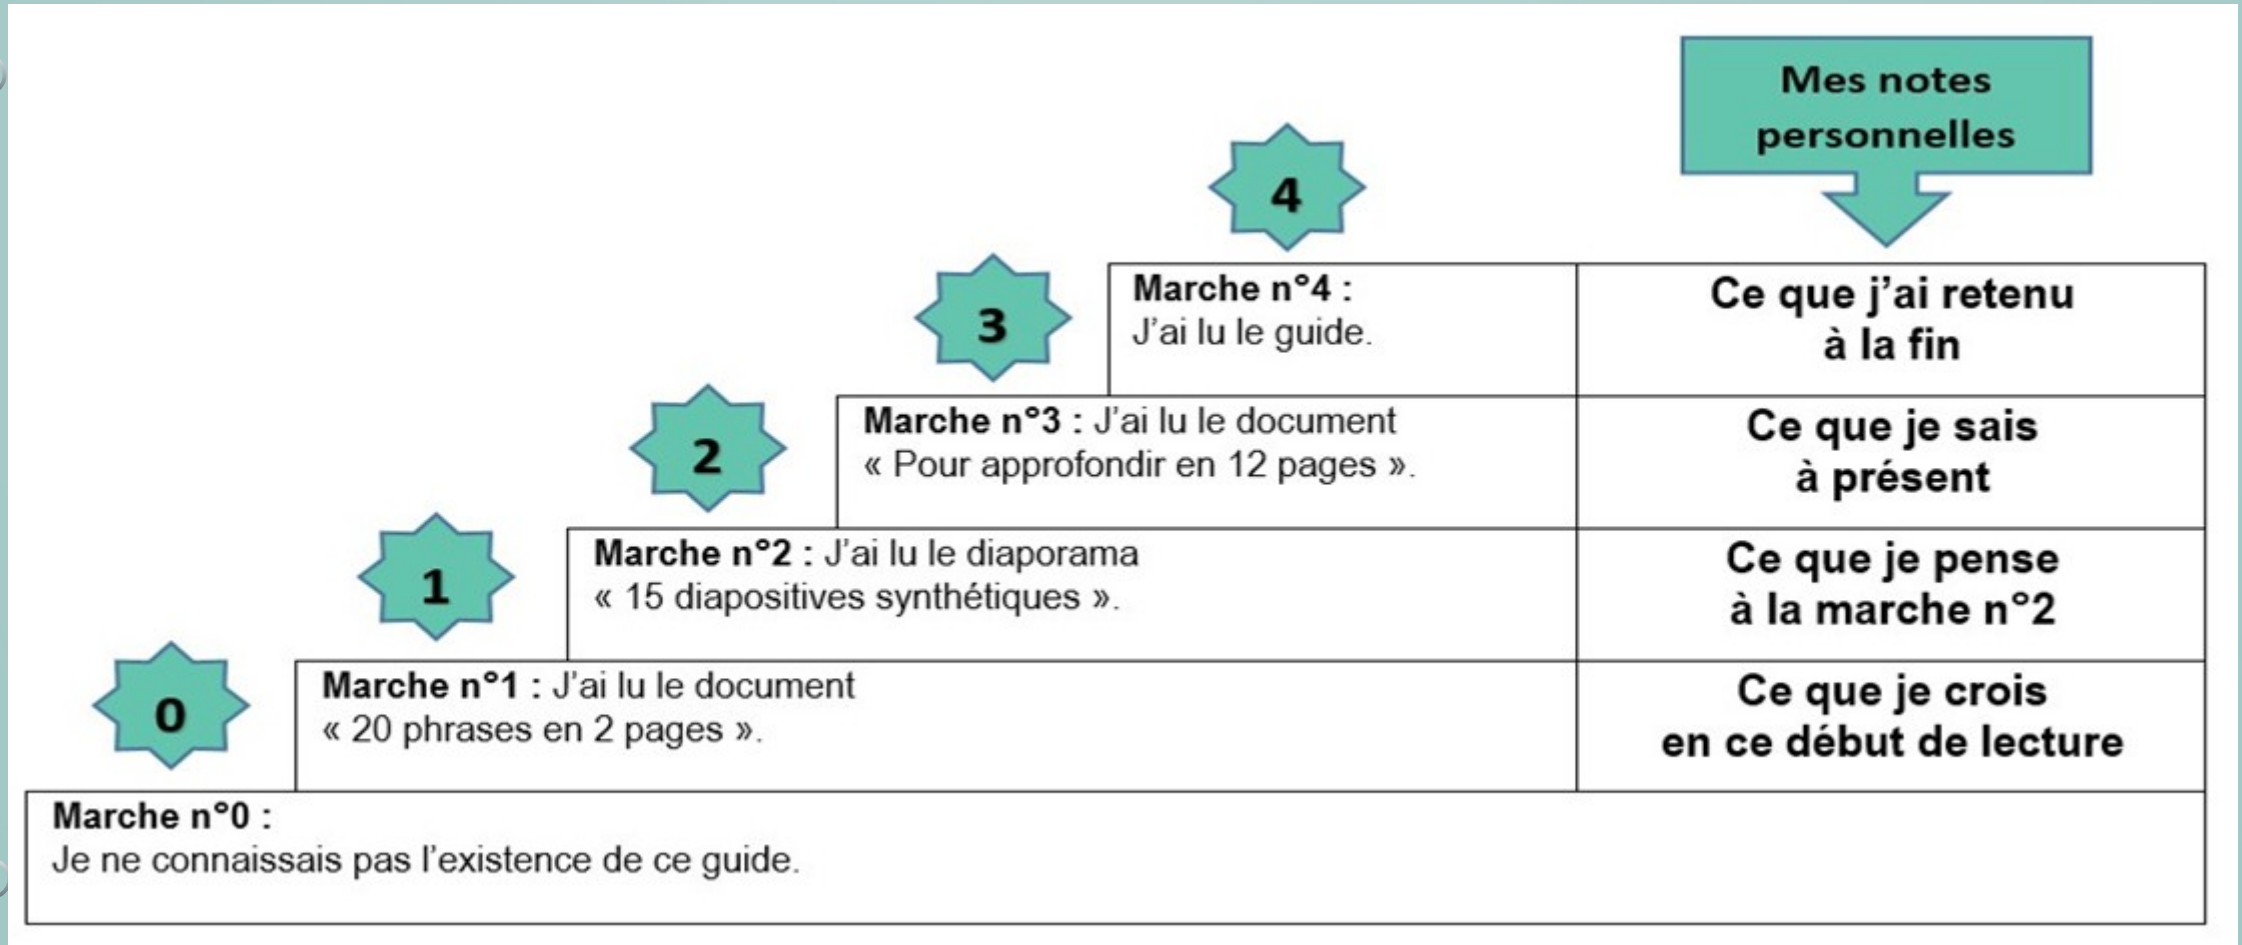 Mes notes
personnelles
4
Marche n°4 :
J’ai lu le guide.
Ce que j’ai retenu
à la fin
3
Marche n°3 : J’ai lu le document
« Pour approfondir en 12 pages ».
Ce que je sais
à présent
2
Marche n°2 : J’ai lu le diaporama
« 15 diapositives synthétiques ».
Ce que je pense
à la marche n°2
1
Marche n°1 : J’ai lu le document
« 20 phrases en 2 pages ».
Ce que je crois
en ce début de lecture
0
Marche n°0 :
Je ne connaissais pas l’existence de ce guide.